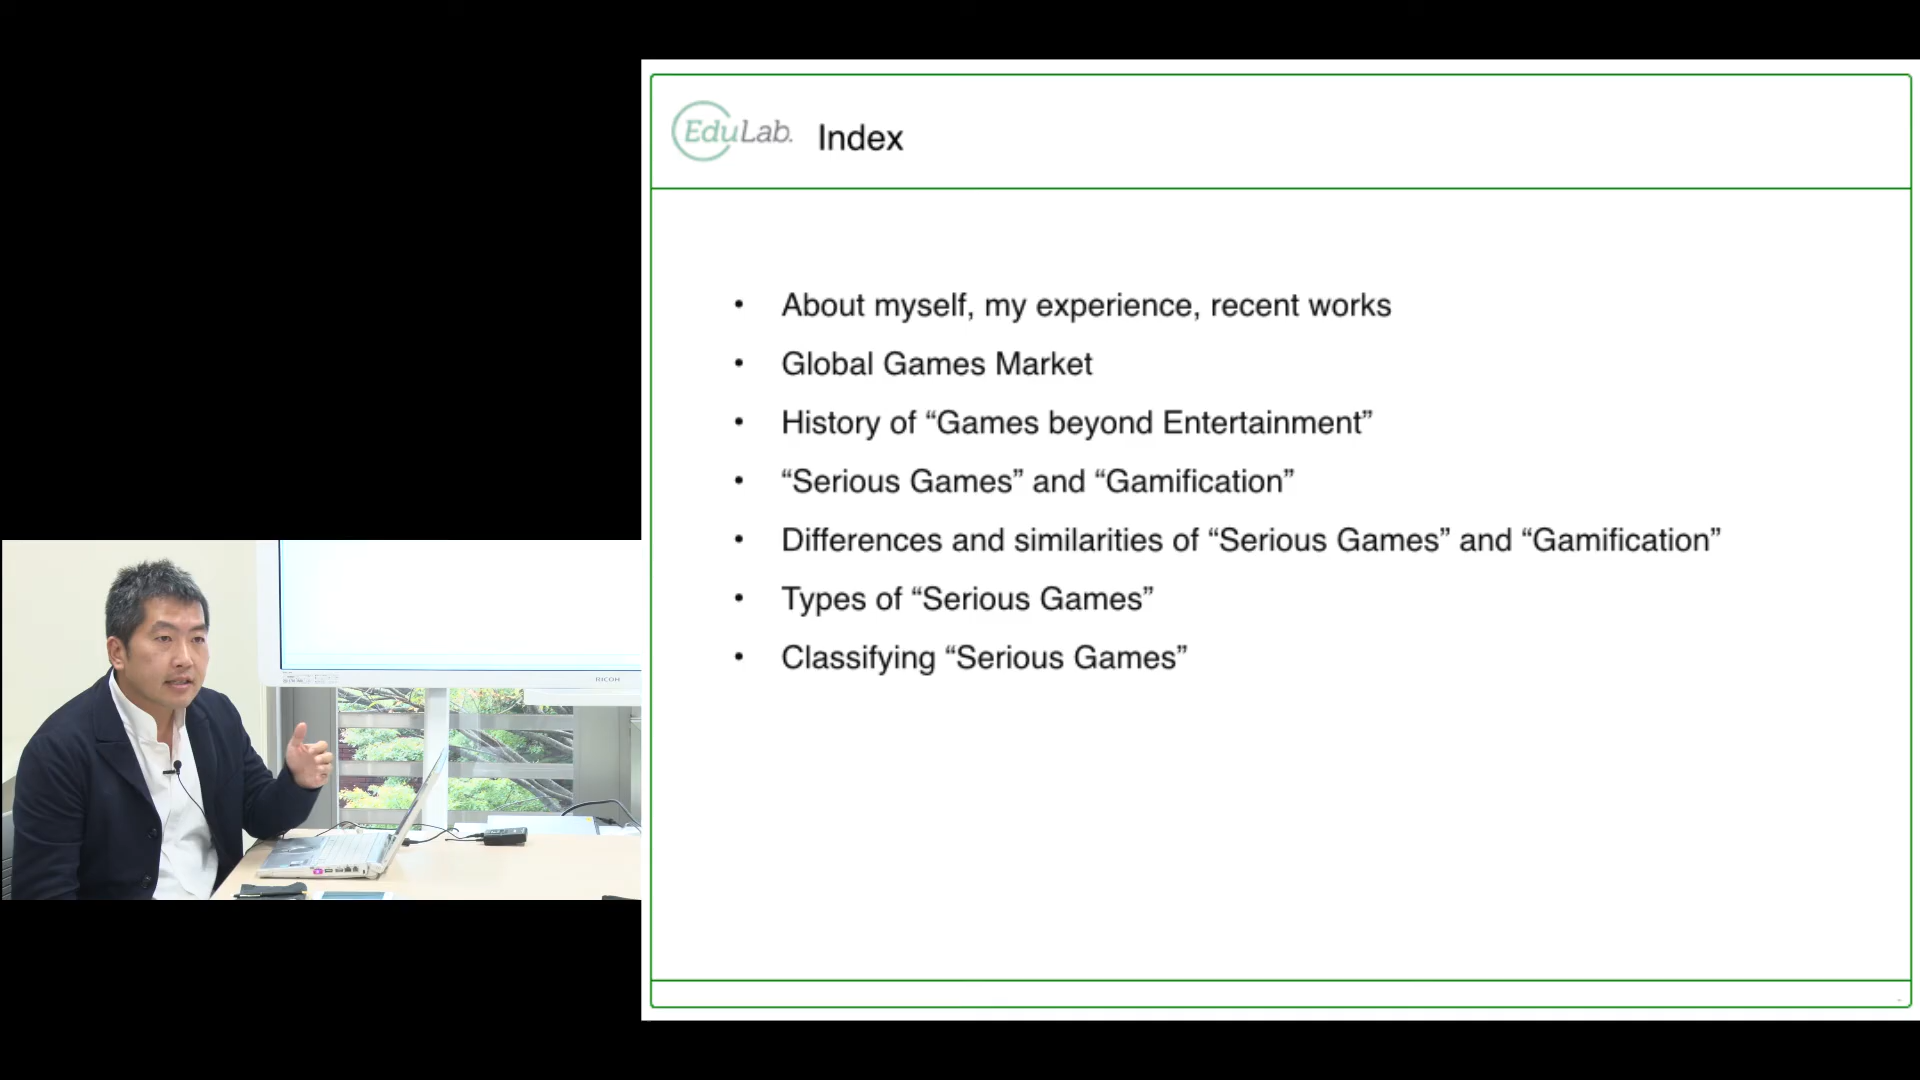 EduLab.
Index
• About myself, my experience, recent works
• Global Games Market
• History of “Games beyond Entertainment”
• “Serious Games” and “Gamification”
• Differences and similarities of “Serious Games” and “Gamification”
• Types of “Serious Games”
• Classifying “Serious Games”
RICOH